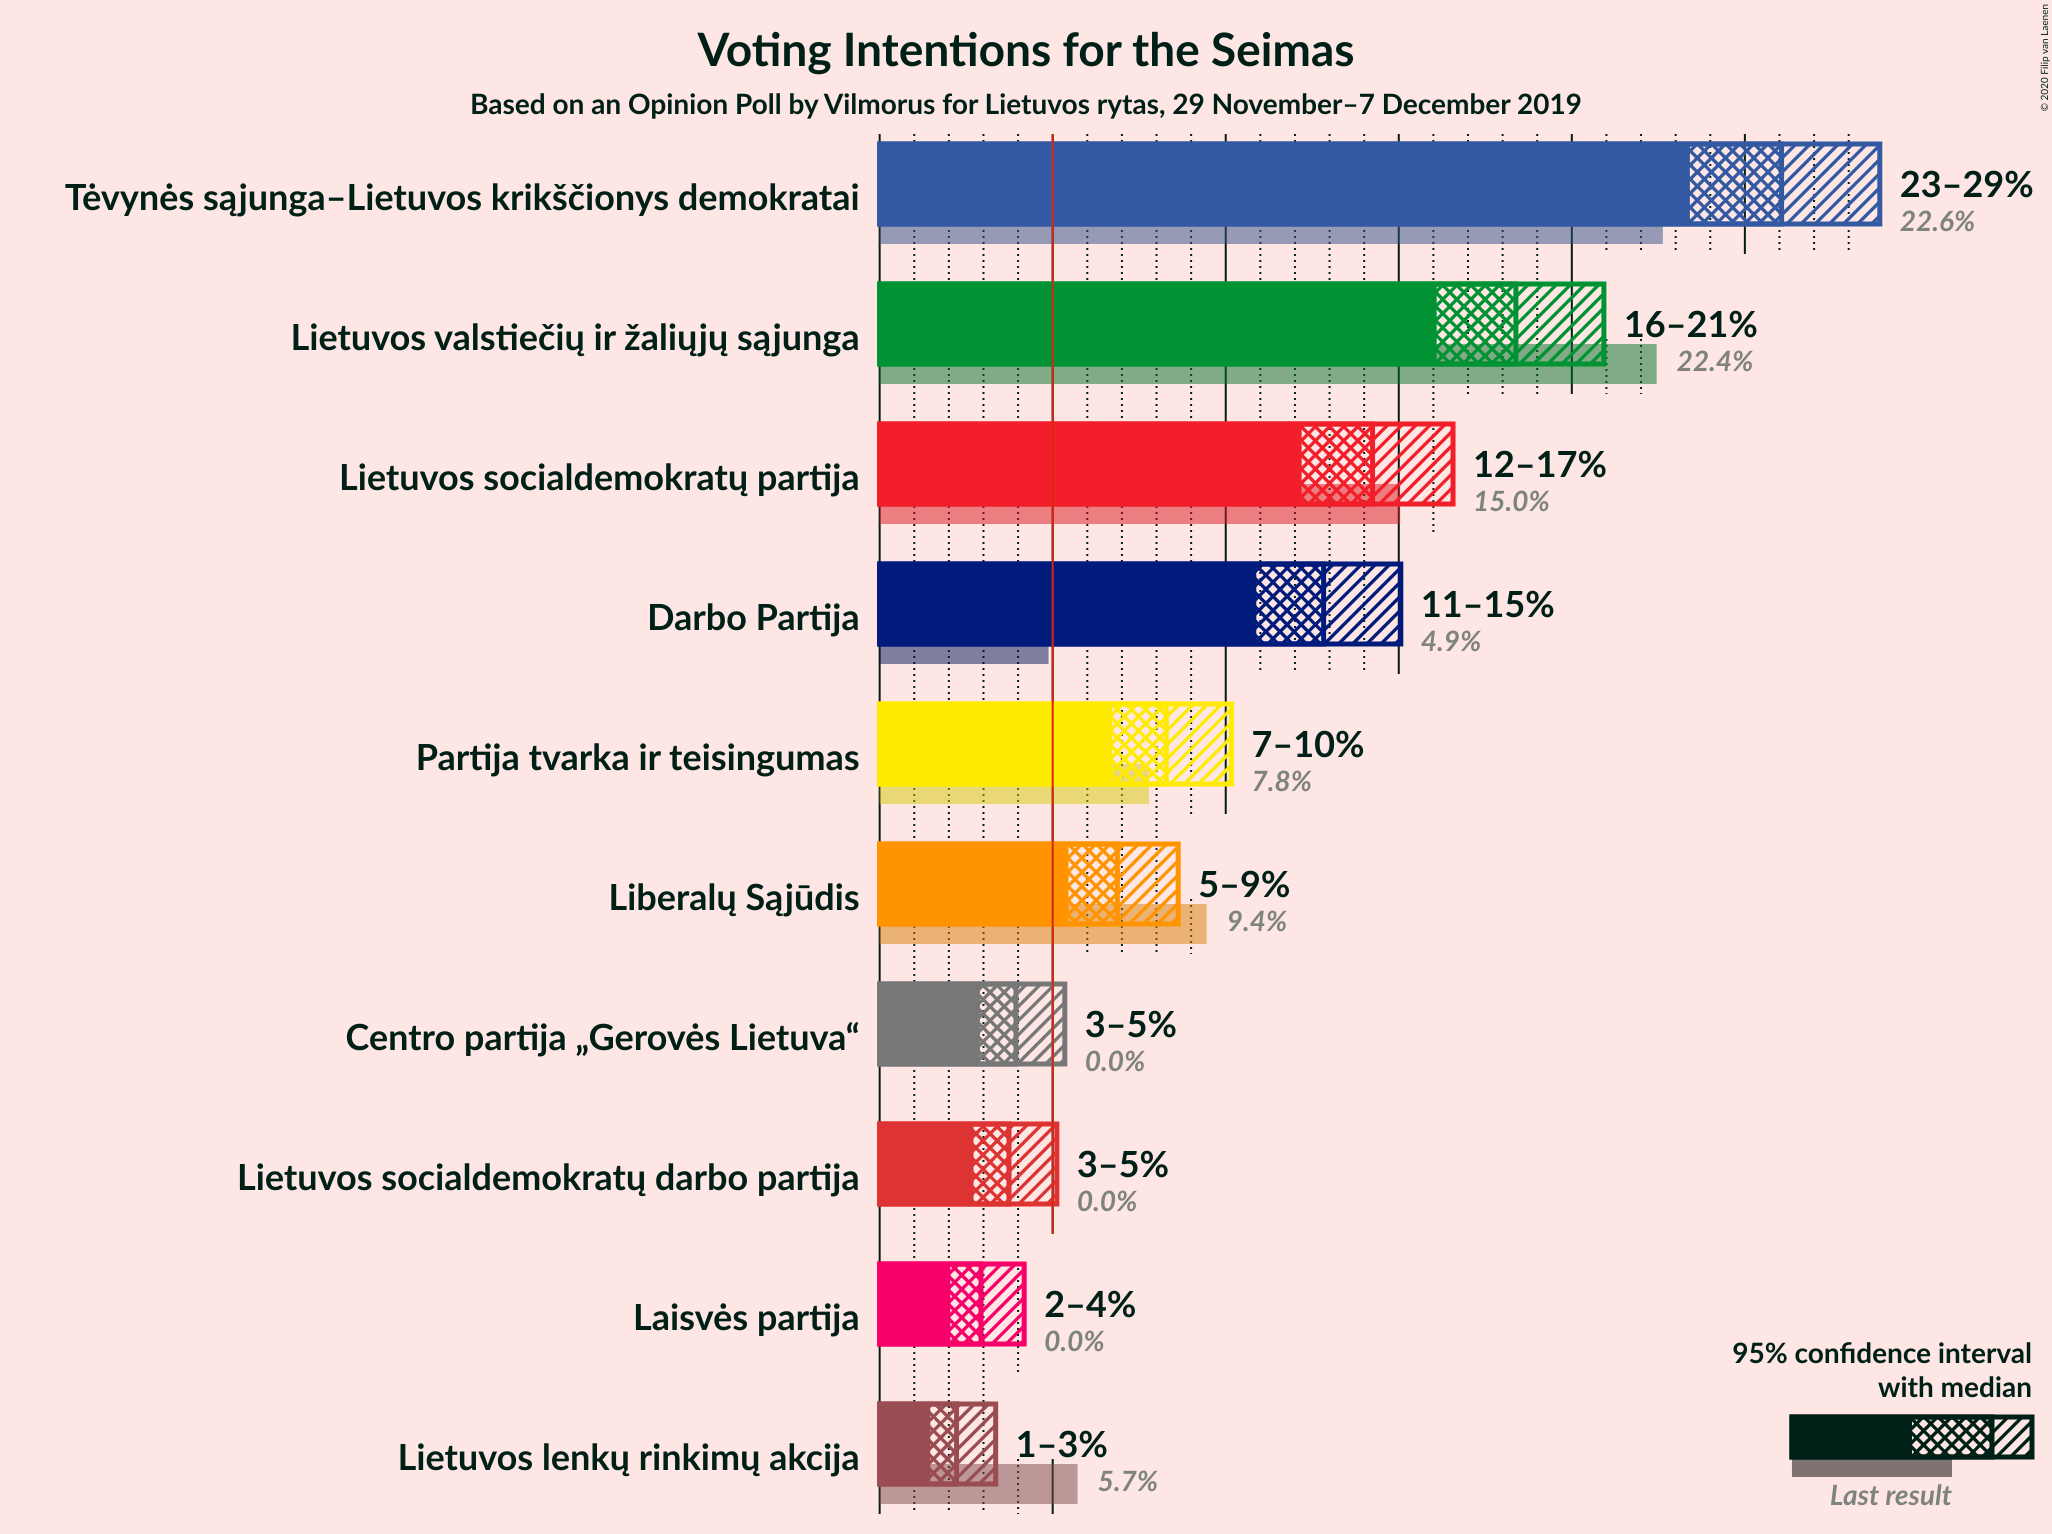 Voting Intentions for the Seimas
Based on an Opinion Poll by Vilmorus for Lietuvos rytas, 29 November–7 December 2019
© 2020 Filip van Laenen
Tėvynės sąjunga–Lietuvos krikščionys demokratai
23–29%
22.6%
Lietuvos valstiečių ir žaliųjų sąjunga
16–21%
22.4%
Lietuvos socialdemokratų partija
12–17%
15.0%
Darbo Partija
11–15%
4.9%
Partija tvarka ir teisingumas
7–10%
7.8%
Liberalų Sąjūdis
5–9%
9.4%
Centro partija „Gerovės Lietuva“
3–5%
0.0%
Lietuvos socialdemokratų darbo partija
3–5%
0.0%
Laisvės partija
2–4%
0.0%
Lietuvos lenkų rinkimų akcija
1–3%
5.7%
95% confidence interval
with median
Last result